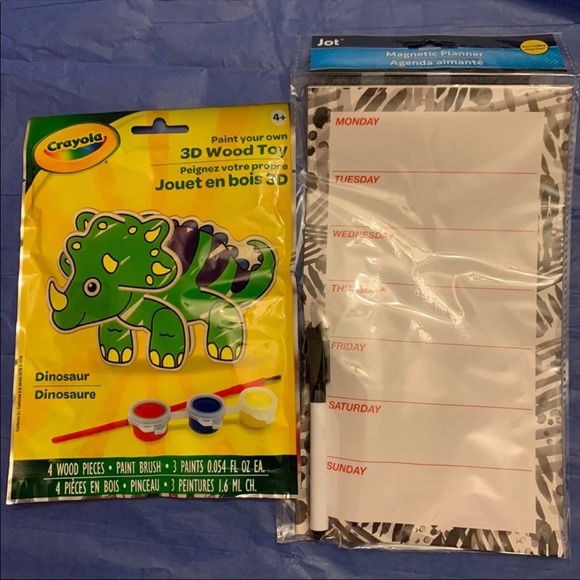 Crayola
4+
Paint your own
3D Wood Toy
Peignez votre propre
Jouet en bois 3D
Dinosaur
Dinosaure
4 WOOD PIECES • PAINT BRUSH • 3 PAINTS 0.054 FL OZ EA.
4 PIÈCES EN BOIS • PINCEAU • 3 PEINTURES 1.6 ML CH.
Jot™
Magnetic Planner
Agenda aimanté
MONDAY
TUESDAY
WEDNESDAY
THURSDAY
FRIDAY
SATURDAY
SUNDAY